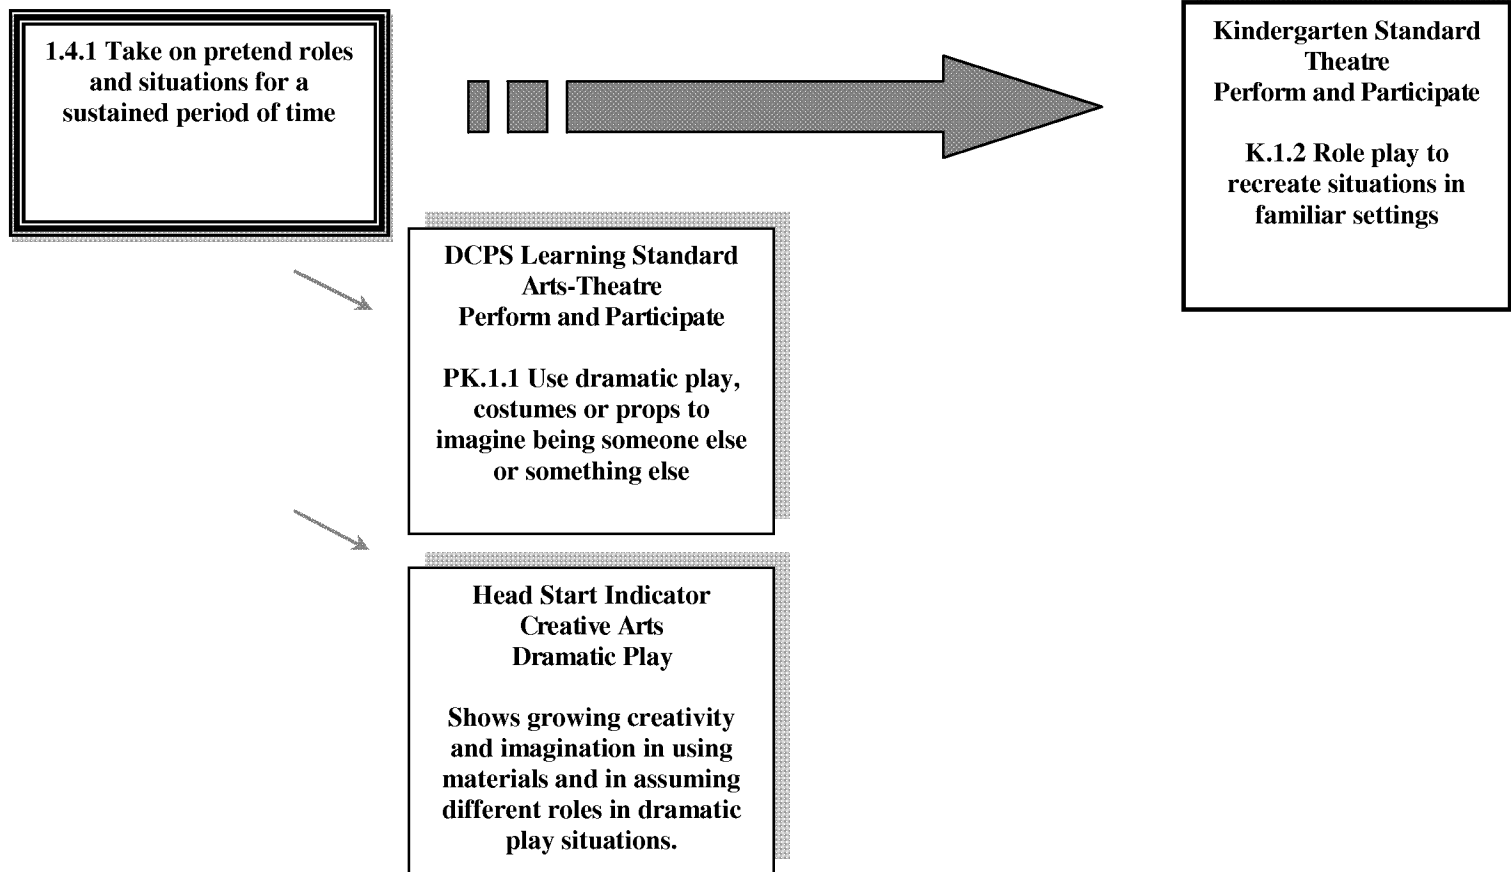 1.4.1 Take on pretend roles
and situations for a
sustained period of time
Kindergarten Standard
Theatre
Perform and Participate
K.1.2 Role play to
recreate situations in
familiar settings
DCPS Learning Standard
Arts-Theatre
Perform and Participate
PK.1.1 Use dramatic play,
costumes or props to
imagine being someone else
or something else
Head Start Indicator
Creative Arts
Dramatic Play
Shows growing creativity
and imagination in using
materials and in assuming
different roles in dramatic
play situations.